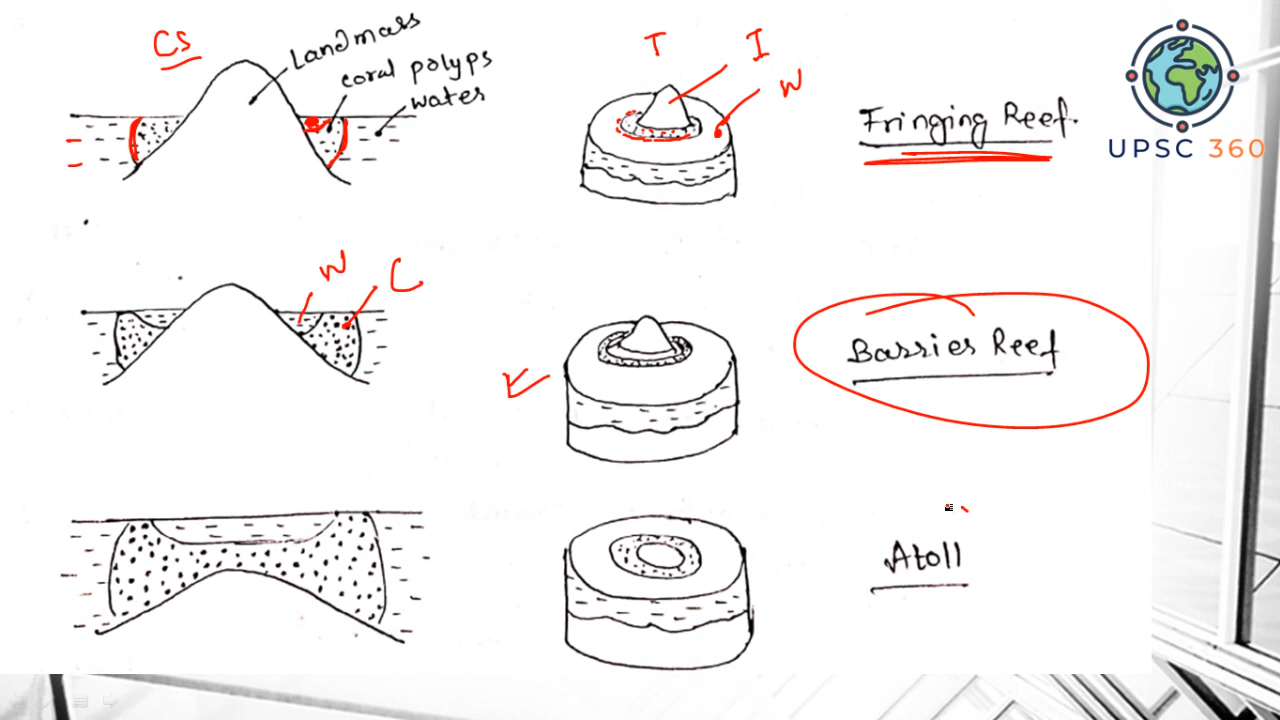 Cs
Landmass
coral polyps
water
T
I
W
Fringing Reef.
UPSC 360
W
C
Barrier Reef
Atoll